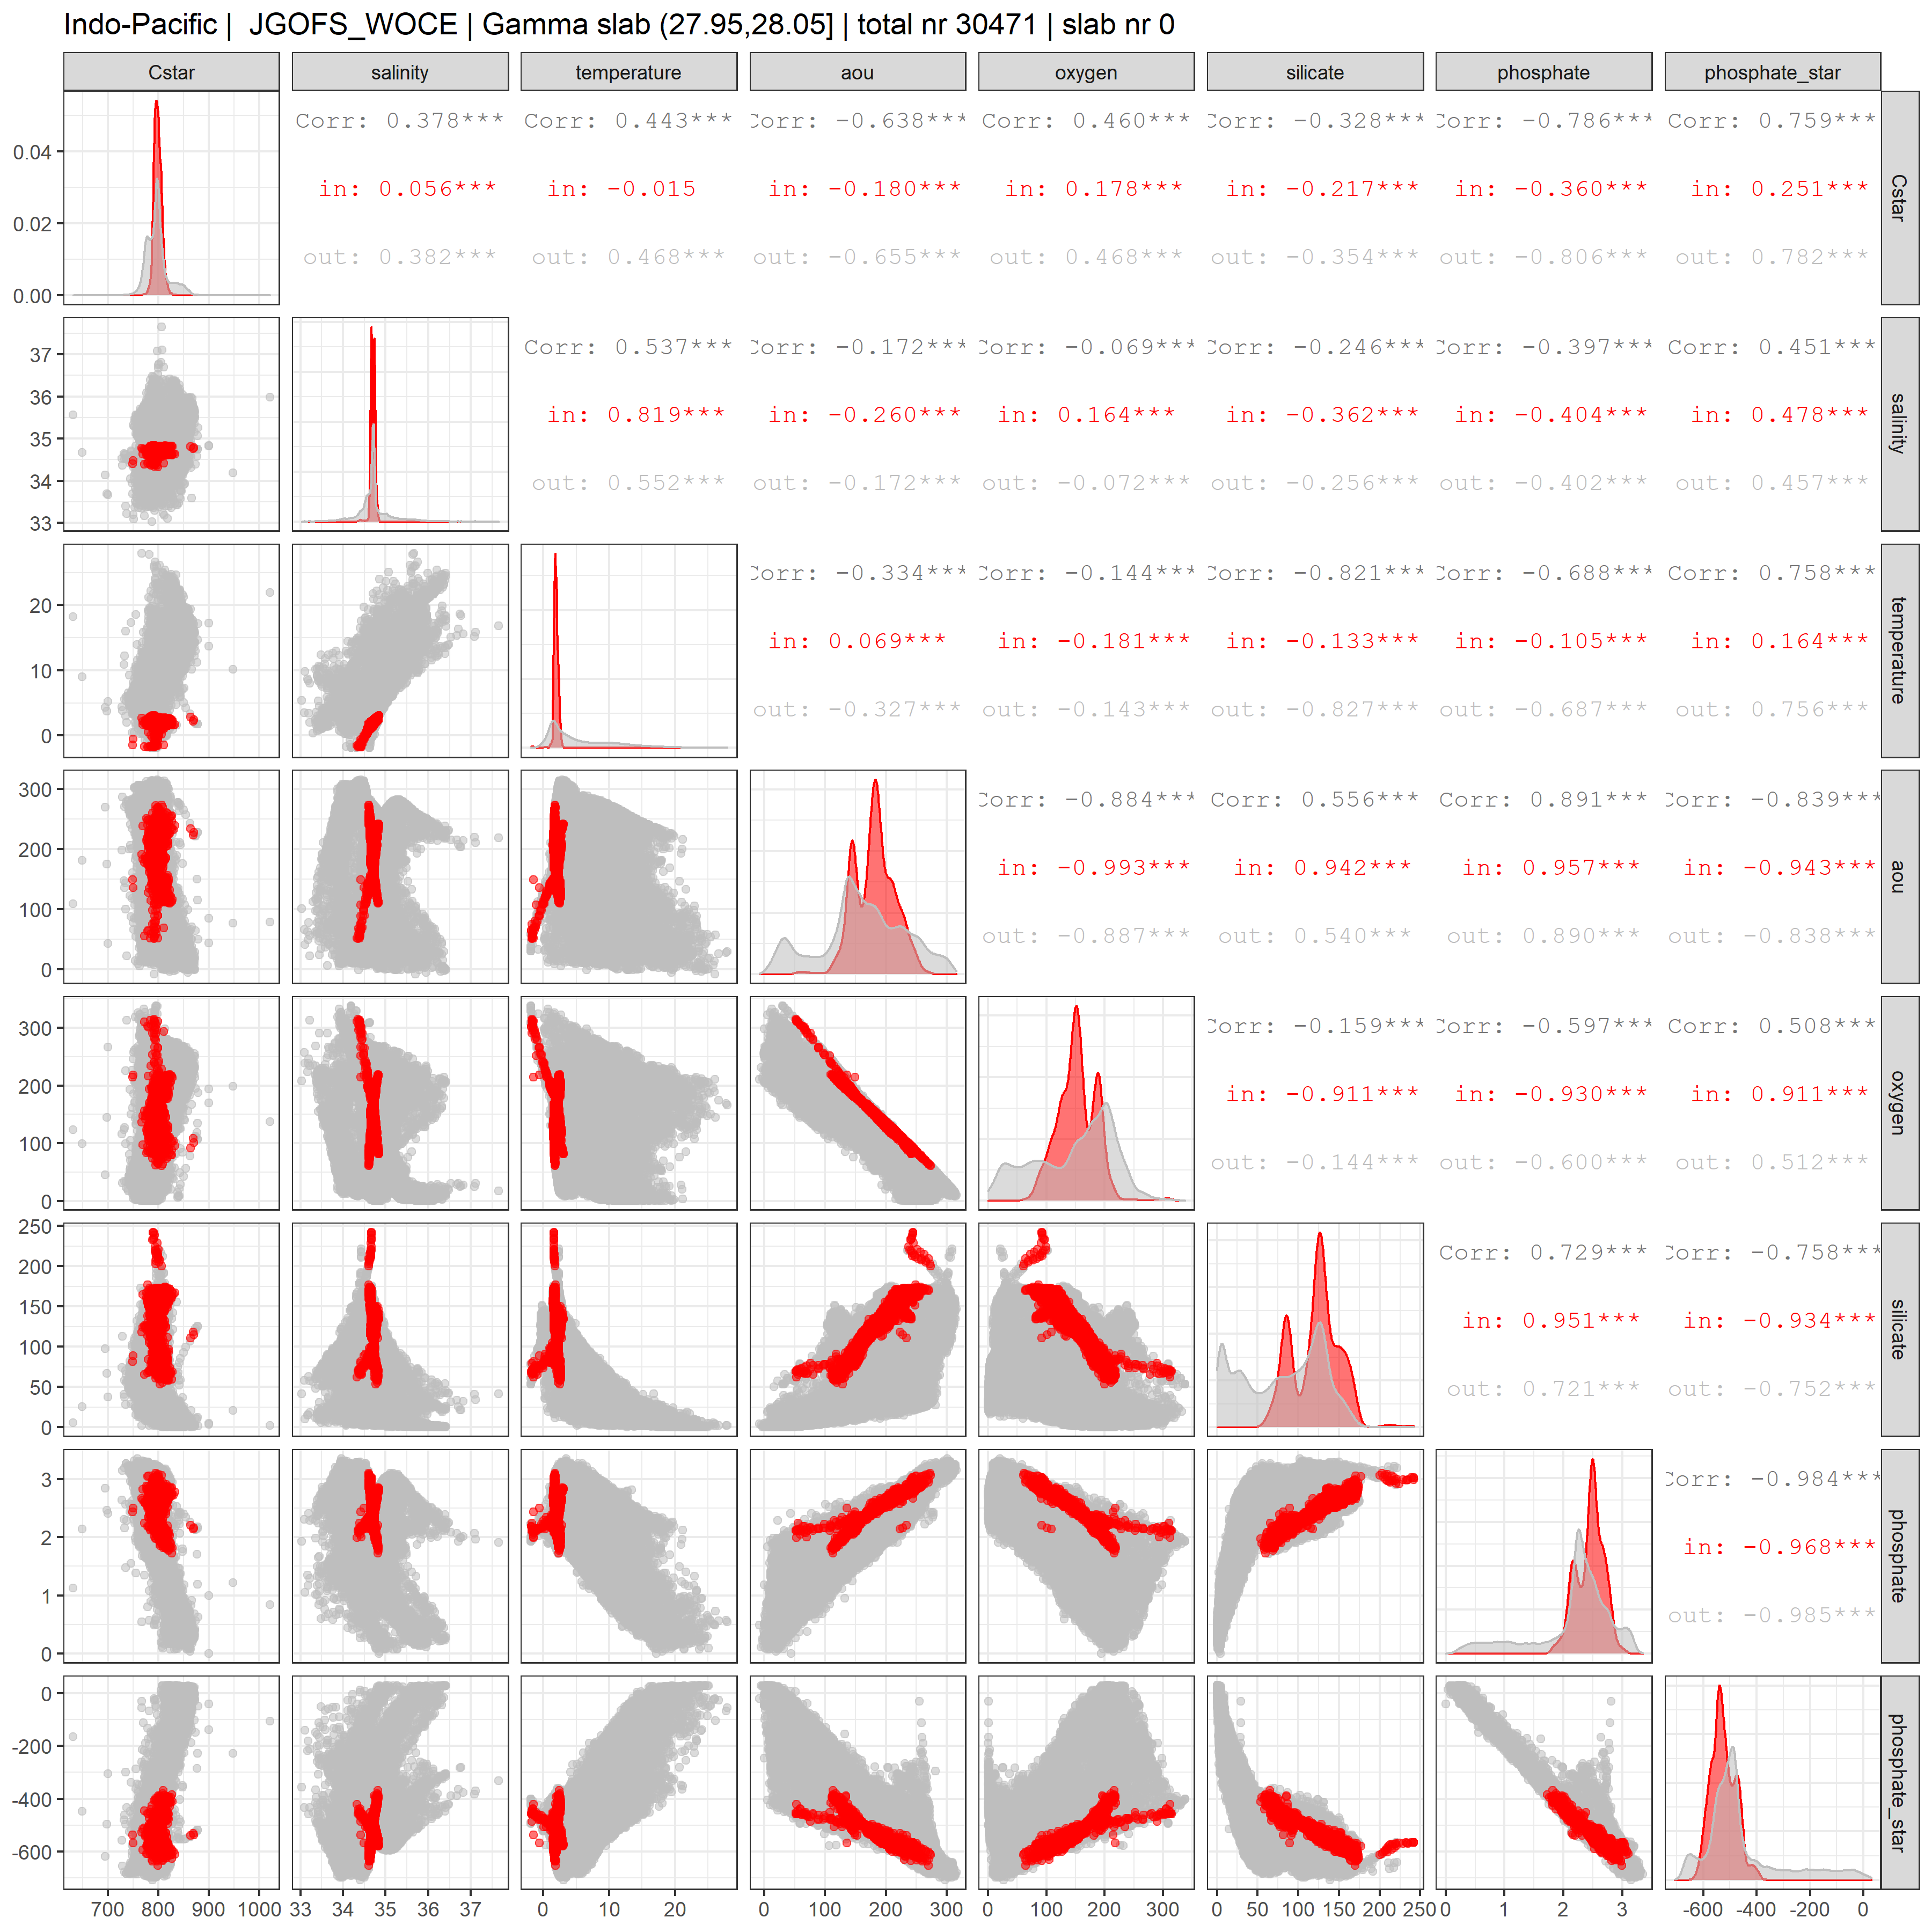 Indo-Pacific |  JGOFS_WOCE | Gamma slab (27.95,28.05] | total nr 30471 | slab nr 0
Cstar salinity temperature aou oxygen silicate phosphate phosphate_star
Corr: 0.378*** Corr: 0.443*** Corr: -0.638*** Corr: 0.460*** Corr: -0.328*** Corr: -0.786*** Corr: 0.759***
0.04
in: 0.056*** in: -0.015 in: -0.180*** in: 0.178*** in: -0.217*** in: -0.360*** in: 0.251*** Cstar
0.02
out: 0.382*** out: 0.468*** out: -0.655*** out: 0.468*** out: -0.354*** out: -0.806*** out: 0.782***
0.00
37 Corr: 0.537*** Corr: -0.172*** Corr: -0.069*** Corr: -0.246*** Corr: -0.397*** Corr: 0.451***
36
35 in: 0.819*** in: -0.260*** in: 0.164*** in: -0.362*** in: -0.404*** in: 0.478*** salinity
34 out: 0.552*** out: -0.172*** out: -0.072*** out: -0.256*** out: -0.402*** out: 0.457***
33
Corr: -0.334*** Corr: -0.144*** Corr: -0.821*** Corr: -0.688*** Corr: 0.758***
20
in: 0.069*** in: -0.181*** in: -0.133*** in: -0.105*** in: 0.164*** temperature
10
out: -0.327*** out: -0.143*** out: -0.827*** out: -0.687*** out: 0.756***
0
300 Corr: -0.884*** Corr: 0.556*** Corr: 0.891*** Corr: -0.839***
200 in: -0.993*** in: 0.942*** in: 0.957*** in: -0.943*** aou
100 out: -0.887*** out: 0.540*** out: 0.890*** out: -0.838***
0
300 Corr: -0.159*** Corr: -0.597*** Corr: 0.508***
200 in: -0.911*** in: -0.930*** in: 0.911*** oxygen
100 out: -0.144*** out: -0.600*** out: 0.512***
0
250
200 Corr: 0.729*** Corr: -0.758***
150
100 in: 0.951*** in: -0.934*** silicate
50 out: 0.721*** out: -0.752***
0
3 Corr: -0.984***
2 in: -0.968*** phosphate
1 out: -0.985***
0
0
-200
-400 phosphate_star
-600
700 800 900 1000 33 34 35 36 37 0 10 20 0 100 200 300 0 100 200 300 0 50 100 150 200 250 0 1 2 3 -600 -400 -200 0